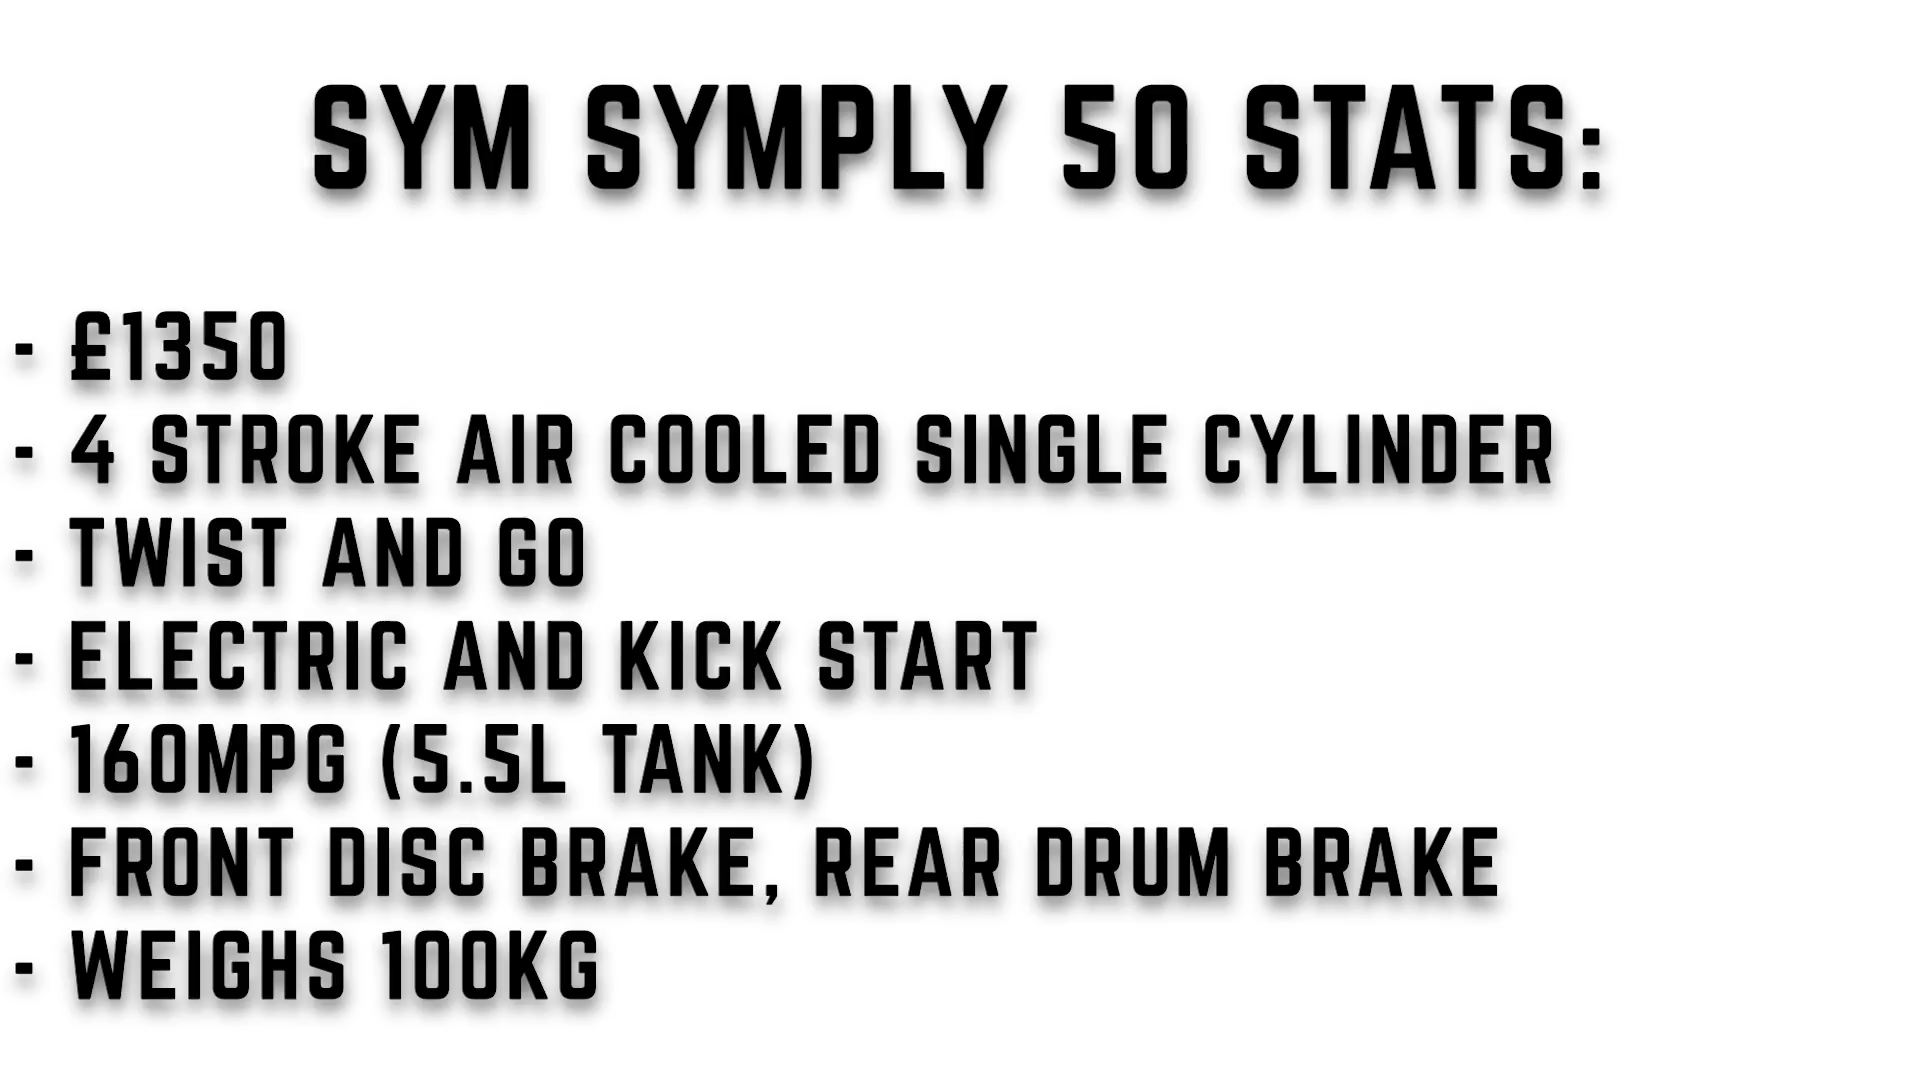 SYM SYMPLY 50 STATS:
- £1350
- 4 STROKE AIR COOLED SINGLE CYLINDER
- TWIST AND GO
- ELECTRIC AND KICK START
- 160MPG (5.5L TANK)
- FRONT DISC BRAKE, REAR DRUM BRAKE
- WEIGHS 100KG